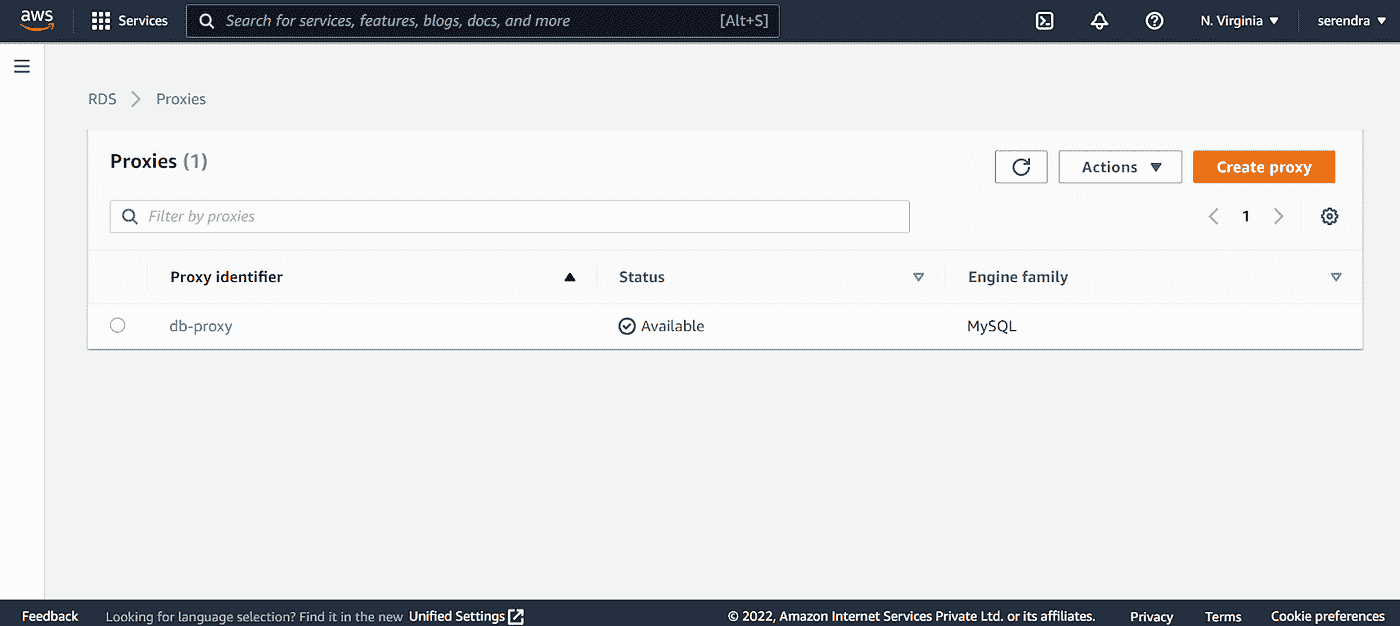 aws Services Search for services, features, blogs, docs, and more [Alt+S] N. Virginia ▼ serendra ▼
RDS > Proxies
Proxies (1)
Actions ▼ Create proxy
Filter by proxies
1
Proxy identifier Status Engine family
db-proxy Available MySQL
Feedback Looking for language selection? Find it in the new Unified Settings © 2022, Amazon Internet Services Private Ltd. or its affiliates. Privacy Terms Cookie preferences